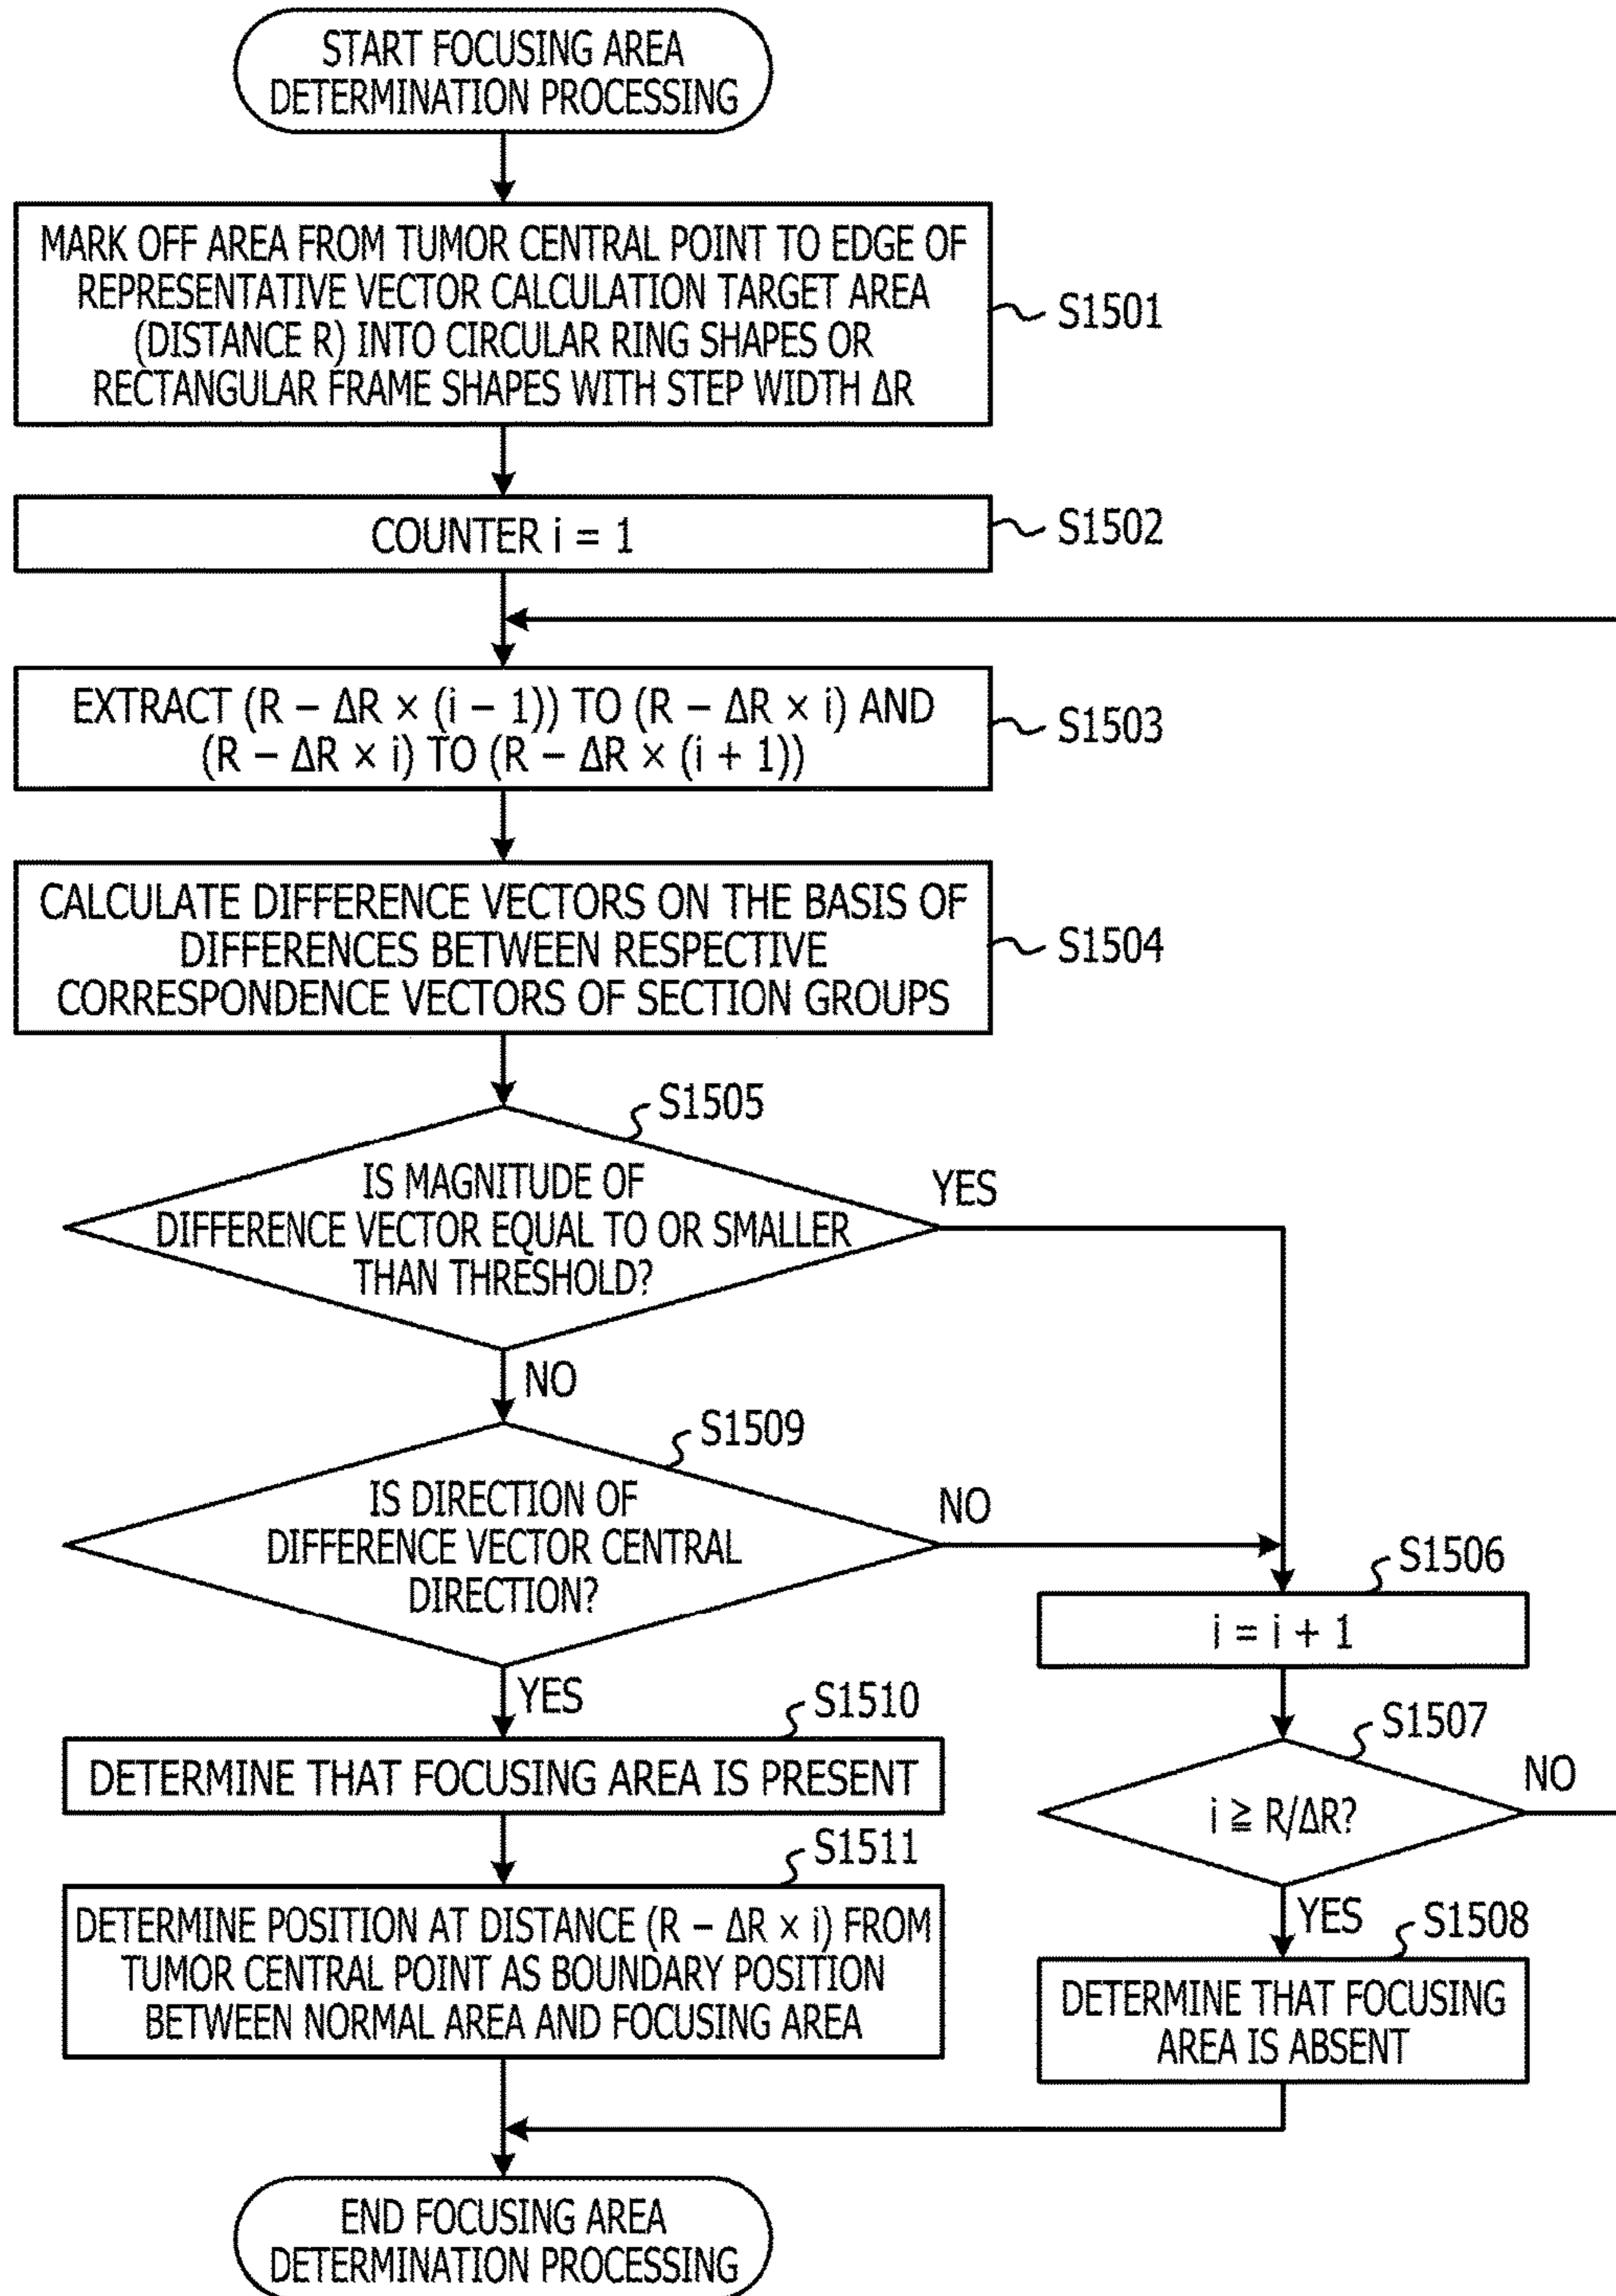 START FOCUSING AREA
DETERMINATION PROCESSING
MARK OFF AREA FROM TUMOR CENTRAL POINT TO EDGE OF
REPRESENTATIVE VECTOR CALCULATION TARGET AREA
(DISTANCE R) INTO CIRCULAR RING SHAPES OR
RECTANGULAR FRAME SHAPES WITH STEP WIDTH ΔR
S1501
COUNTER i = 1
S1502
EXTRACT (R − ΔR × (i − 1)) TO (R − ΔR × i) AND
(R − ΔR × i) TO (R − ΔR × (i + 1))
S1503
CALCULATE DIFFERENCE VECTORS ON THE BASIS OF
DIFFERENCES BETWEEN RESPECTIVE
CORRESPONDENCE VECTORS OF SECTION GROUPS
S1504
S1505
IS MAGNITUDE OF
DIFFERENCE VECTOR EQUAL TO OR SMALLER
THAN THRESHOLD?
YES
NO
S1509
IS DIRECTION OF
DIFFERENCE VECTOR CENTRAL
DIRECTION?
NO
YES
S1506
i = i + 1
S1507
i ≧ R/ΔR?
NO
YES
S1508
DETERMINE THAT FOCUSING
AREA IS ABSENT
S1510
DETERMINE THAT FOCUSING AREA IS PRESENT
S1511
DETERMINE POSITION AT DISTANCE (R − ΔR × i) FROM
TUMOR CENTRAL POINT AS BOUNDARY POSITION
BETWEEN NORMAL AREA AND FOCUSING AREA
END FOCUSING AREA
DETERMINATION PROCESSING